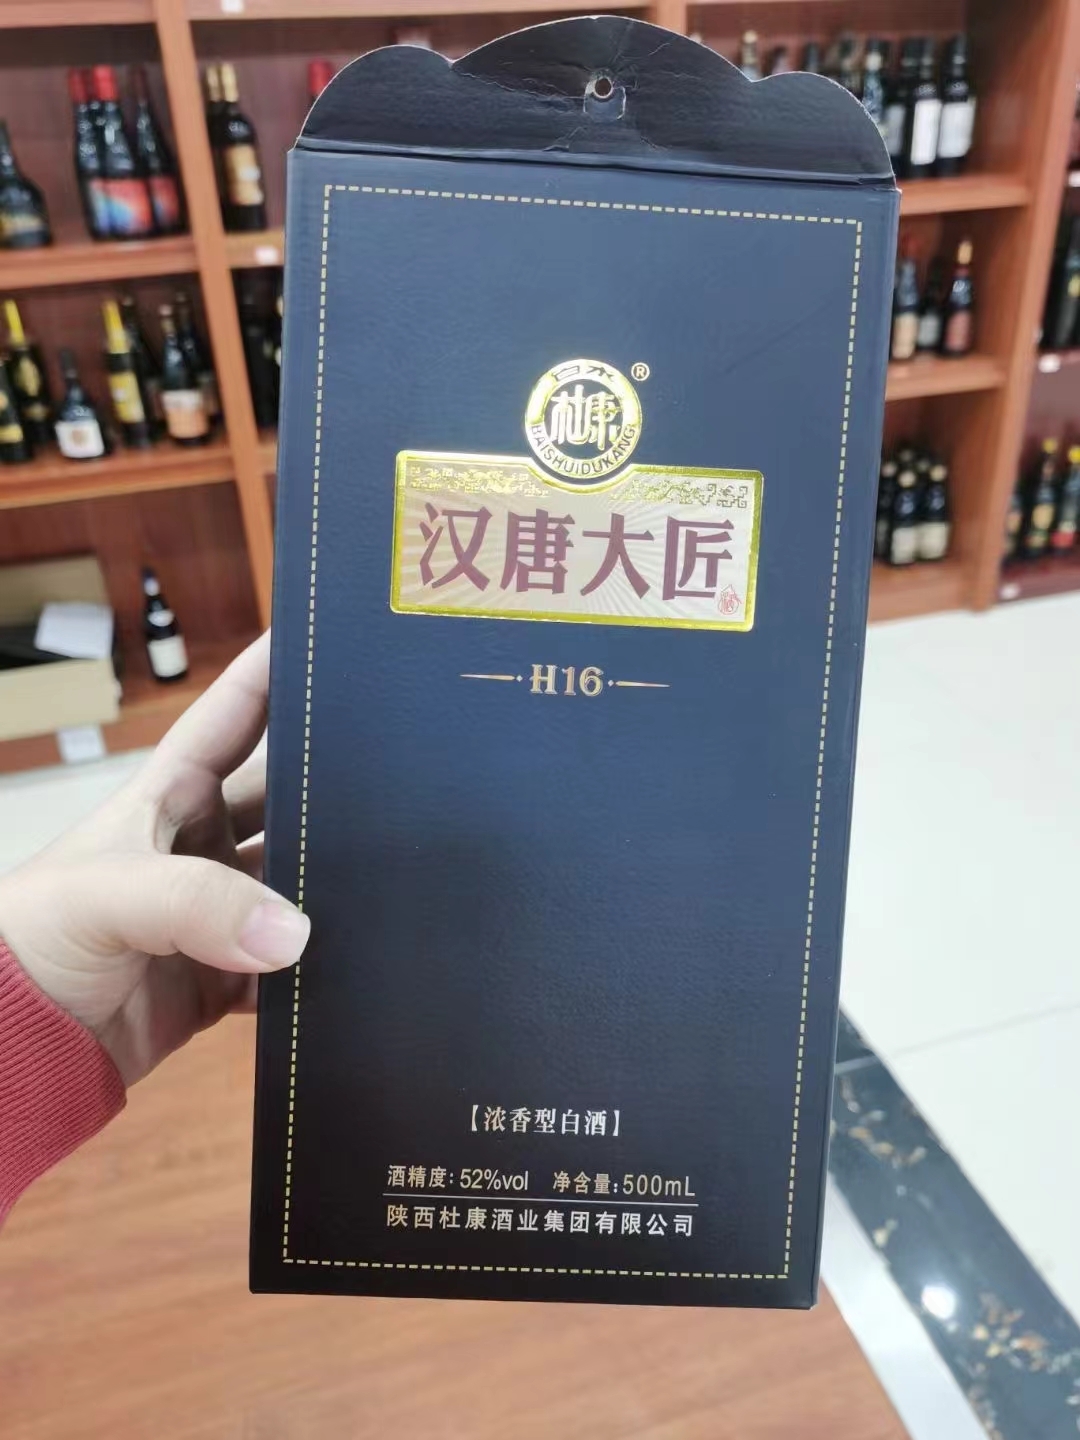 白水
杜康
®
BAISHUIDUKANG
汉唐大匠
酒
H16
【浓香型白酒】
酒精度:52%vol 净含量:500mL
陕西杜康酒业集团有限公司